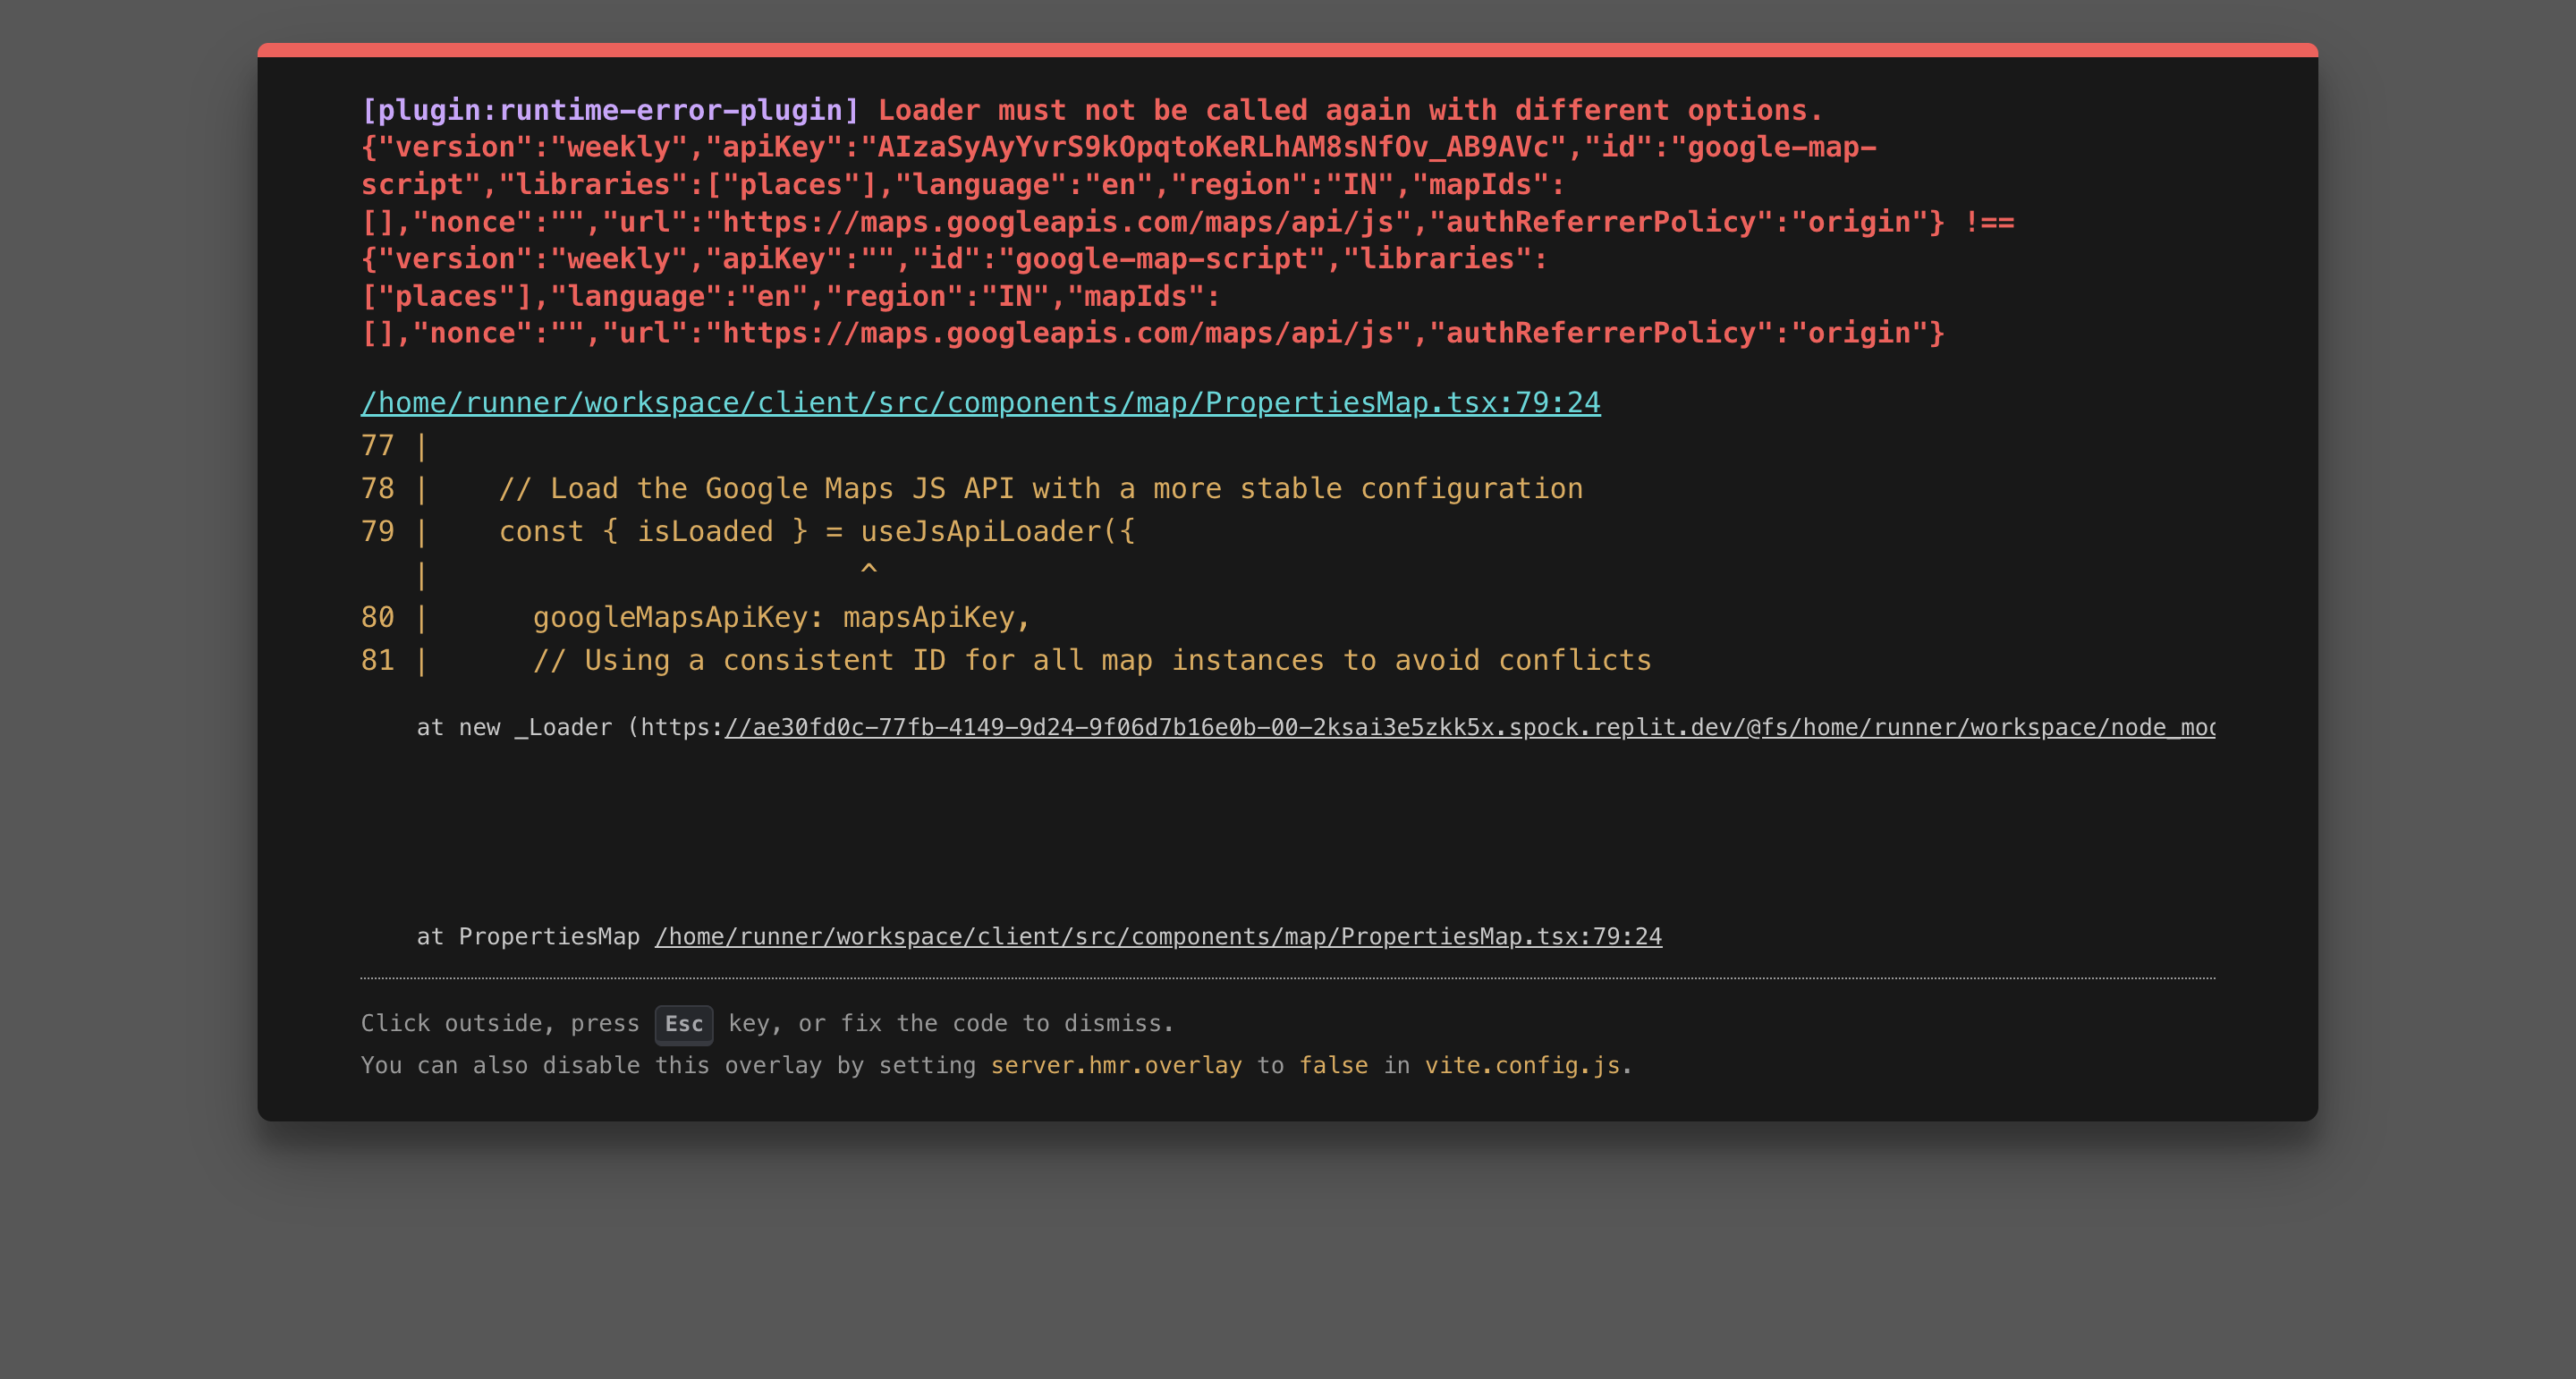 [plugin:runtime-error-plugin] Loader must not be called again with different options.
{"version":"weekly","apiKey":"AIzaSyAyYvrS9kOpqtoKeRLhAM8sNfOv_AB9AVc","id":"google-map-
script","libraries":["places"],"language":"en","region":"IN","mapIds":
[],"nonce":"","url":"https://maps.googleapis.com/maps/api/js","authReferrerPolicy":"origin"} !==
{"version":"weekly","apiKey":"","id":"google-map-script","libraries":
["places"],"language":"en","region":"IN","mapIds":
[],"nonce":"","url":"https://maps.googleapis.com/maps/api/js","authReferrerPolicy":"origin"}
/home/runner/workspace/client/src/components/map/PropertiesMap.tsx:79:24
77 |
78 |    // Load the Google Maps JS API with a more stable configuration
79 |    const { isLoaded } = useJsApiLoader({
   |                         ^
80 |      googleMapsApiKey: mapsApiKey,
81 |      // Using a consistent ID for all map instances to avoid conflicts
at new _Loader (https://ae30fd0c-77fb-4149-9d24-9f06d7b16e0b-00-2ksai3e5zkk5x.spock.replit.dev/@fs/home/runner/workspace/node_moc
at PropertiesMap /home/runner/workspace/client/src/components/map/PropertiesMap.tsx:79:24
Click outside, press Esc key, or fix the code to dismiss.
You can also disable this overlay by setting server.hmr.overlay to false in vite.config.js.